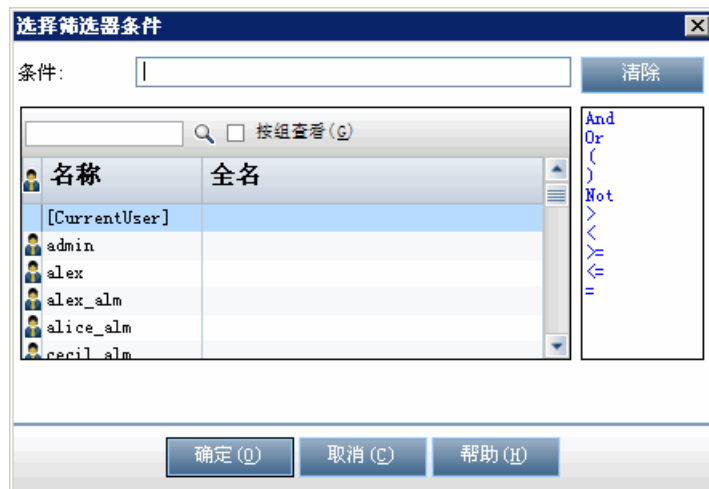 选择筛选器条件
条件:
清除
按组查看(G)
名称 全名
[CurrentUser]
admin
alex
alex_alm
alice_alm
cecil_alm
And
Or
(
)
Not
>
<
>=
<=
=
确定(O) 取消(C) 帮助(H)